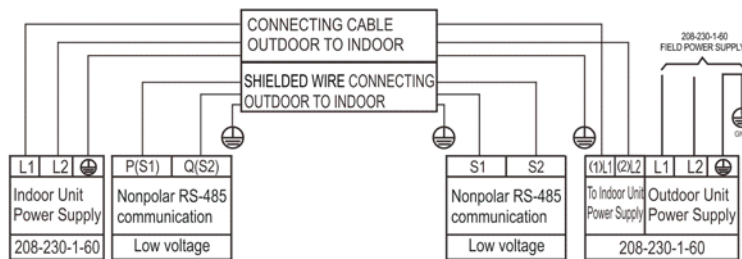 CONNECTING CABLE
OUTDOOR TO INDOOR
SHIELDED WIRE CONNECTING
OUTDOOR TO INDOOR
208-230-1-60
FIELD POWER SUPPLY
L1 L2
Indoor Unit
Power Supply
208-230-1-60
P(S1) Q(S2)
Nonpolar RS-485
communication
Low voltage
S1 S2
Nonpolar RS-485
communication
Low voltage
(1)L1 (2)L2 L1 L2
To Indoor Unit
Power Supply
Outdoor Unit
Power Supply
208-230-1-60